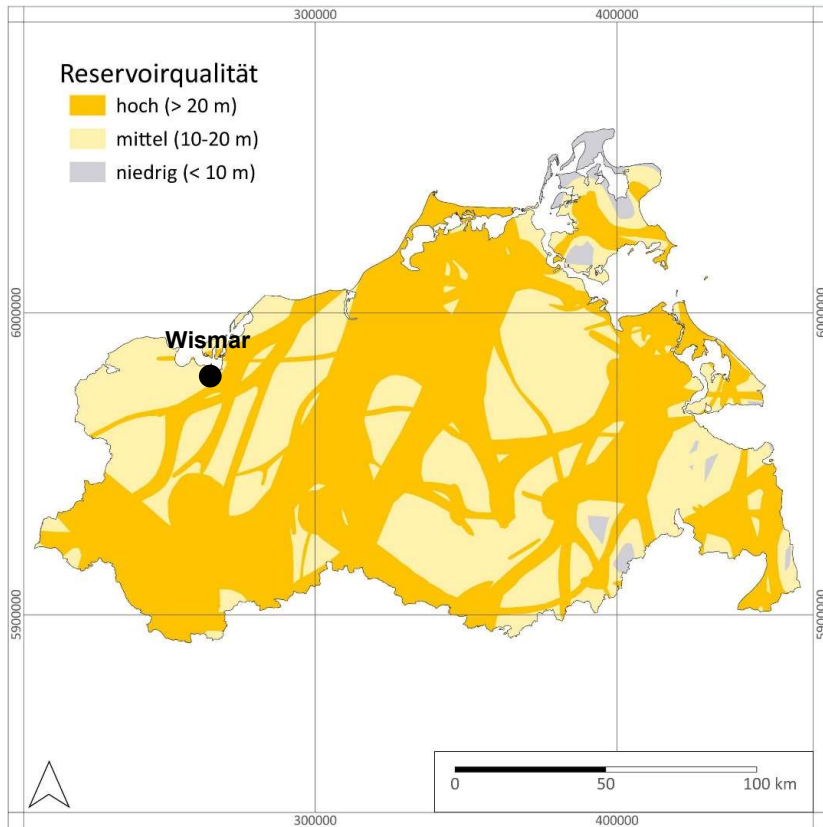 300000
400000
Reservoirqualität
hoch (> 20 m)
mittel (10-20 m)
niedrig (< 10 m)
6000000
6000000
Wismar
5900000
5900000
0
50
100 km
300000
400000